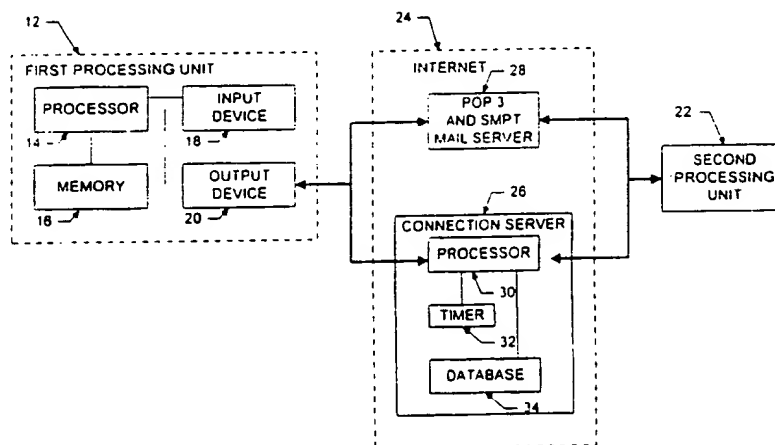 12
FIRST PROCESSING UNIT
PROCESSOR
14
INPUT
DEVICE
18
MEMORY
16
OUTPUT
DEVICE
20
24
INTERNET
28
POP 3
AND SMPT
MAIL SERVER
22
SECOND
PROCESSING
UNIT
26
CONNECTION SERVER
PROCESSOR
30
TIMER
32
DATABASE
34